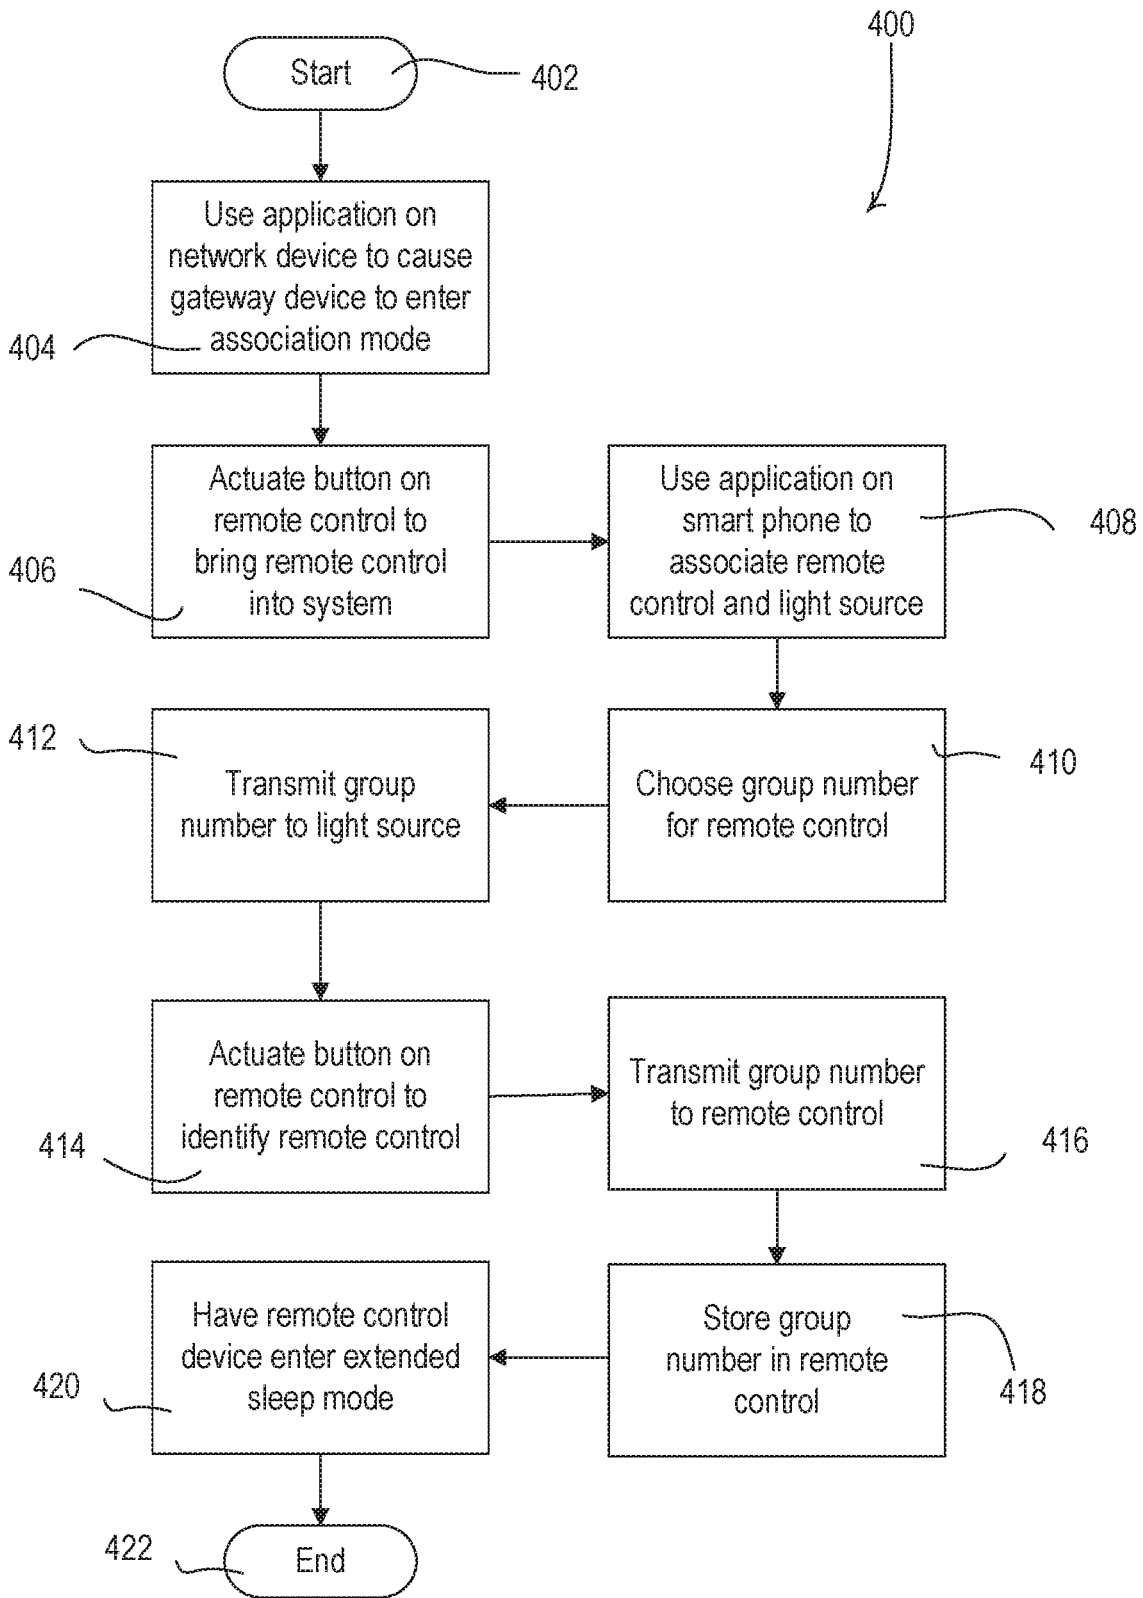 400
Start
402
Use application on
network device to cause
gateway device to enter
association mode
404
Actuate button on
remote control to
bring remote control
into system
406
Use application on
smart phone to
associate remote
control and light source
408
Choose group number
for remote control
410
Transmit group
number to light source
412
Actuate button on
remote control to
identify remote control
414
Transmit group number
to remote control
416
Store group
number in remote
control
418
Have remote control
device enter extended
sleep mode
420
End
422